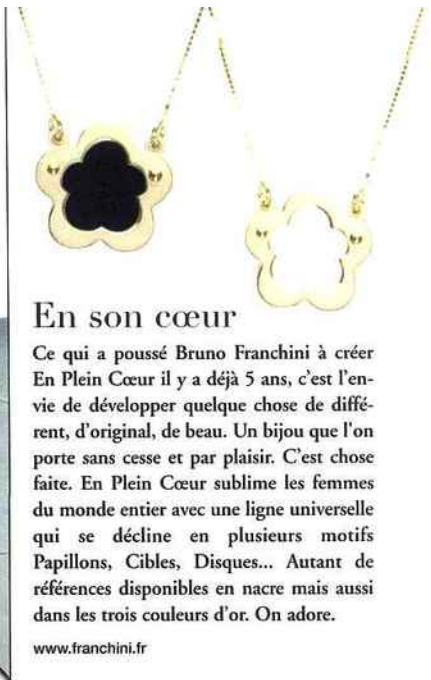 En son cœur
Ce qui a poussé Bruno Franchini à créer
En Plein Cœur il y a déjà 5 ans, c'est l'en-
vie de développer quelque chose de diffé-
rent, d'original, de beau. Un bijou que l'on
porte sans cesse et par plaisir. C'est chose
faite. En Plein Cœur sublime les femmes
du monde entier avec une ligne universelle
qui se décline en plusieurs motifs
Papillons, Cibles, Disques... Autant de
références disponibles en nacre mais aussi
dans les trois couleurs d'or. On adore.
www.franchini.fr